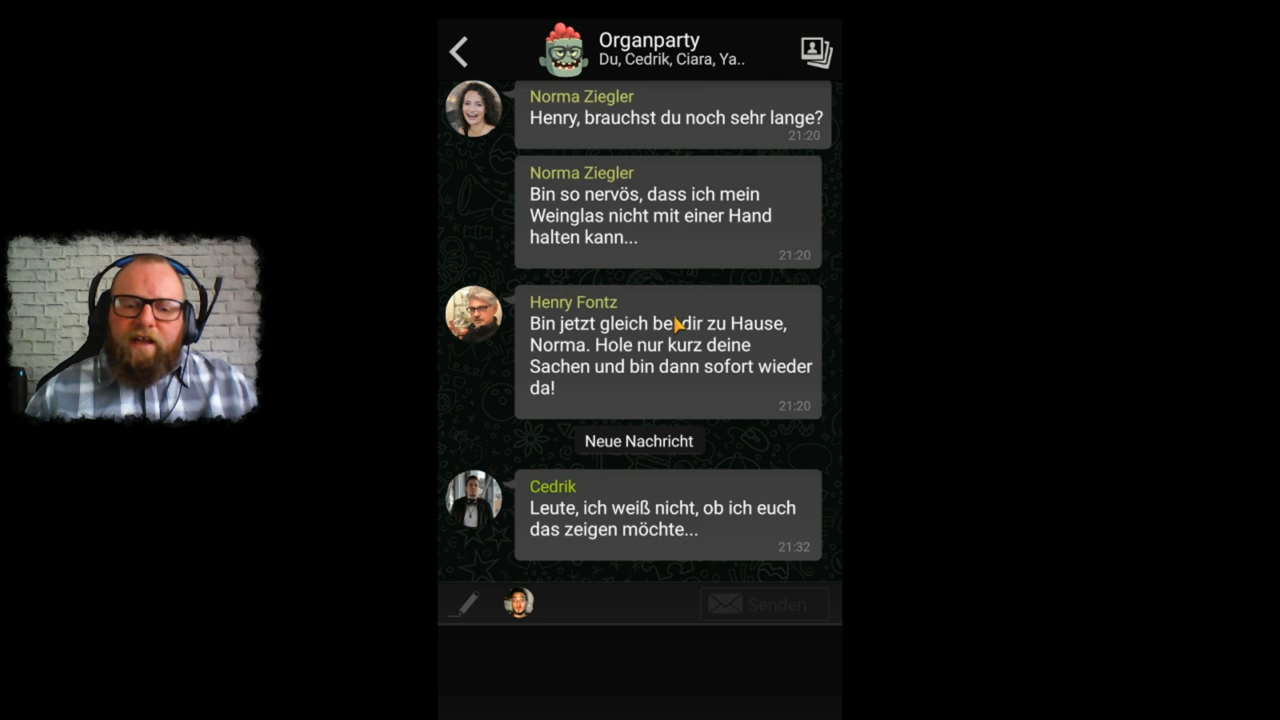 Organparty
Du, Cedrik, Ciara, Ya..
Norma Ziegler
Henry, brauchst du noch sehr lange?
21:20
Norma Ziegler
Bin so nervös, dass ich mein
Weinglas nicht mit einer Hand
halten kann...
21:20
Henry Fontz
Bin jetzt gleich bei dir zu Hause,
Norma. Hole nur kurz deine
Sachen und bin dann sofort wieder
da!
21:20
Neue Nachricht
Cedrik
Leute, ich weiß nicht, ob ich euch
das zeigen möchte...
21:32
Senden